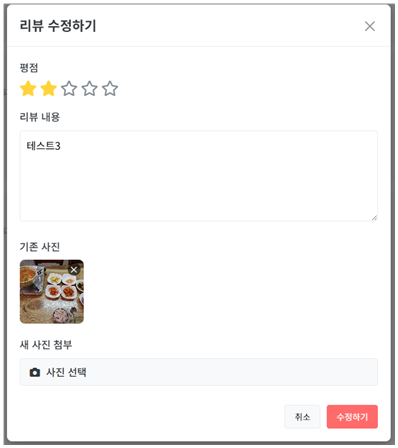 리뷰 수정하기
평점
리뷰 내용
테스트3
기존 사진
새 사진 첨부
사진 선택
취소
수정하기